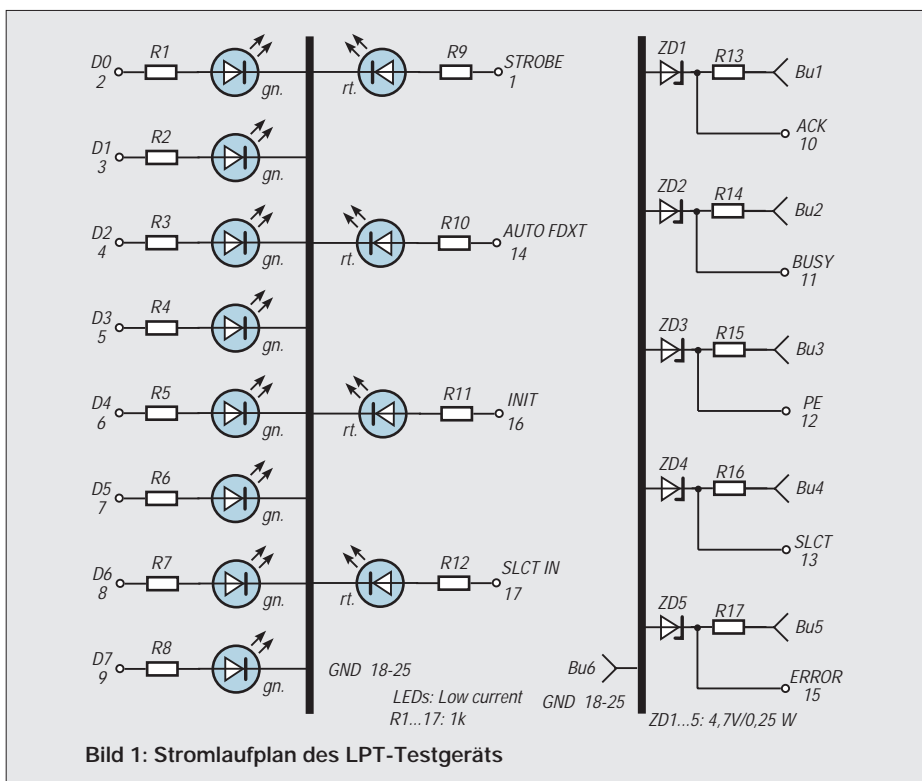 D0
2
R1
gn.
rt.
R9
STROBE
1
D1
3
R2
gn.
D2
4
R3
gn.
rt.
R10
AUTO FDXT
14
D3
5
R4
gn.
D4
6
R5
gn.
rt.
R11
INIT
16
D5
7
R6
gn.
D6
8
R7
gn.
rt.
R12
SLCT IN
17
D7
9
R8
gn.
GND 18-25
LEDs: Low current
R1...17: 1k
ZD1
R13
Bu1
ACK
10
ZD2
R14
Bu2
BUSY
11
ZD3
R15
Bu3
PE
12
ZD4
R16
Bu4
SLCT
13
ZD5
R17
Bu5
ERROR
15
Bu6
GND 18-25
ZD1...5: 4,7V/0,25 W
Bild 1: Stromlaufplan des LPT-Testgeräts